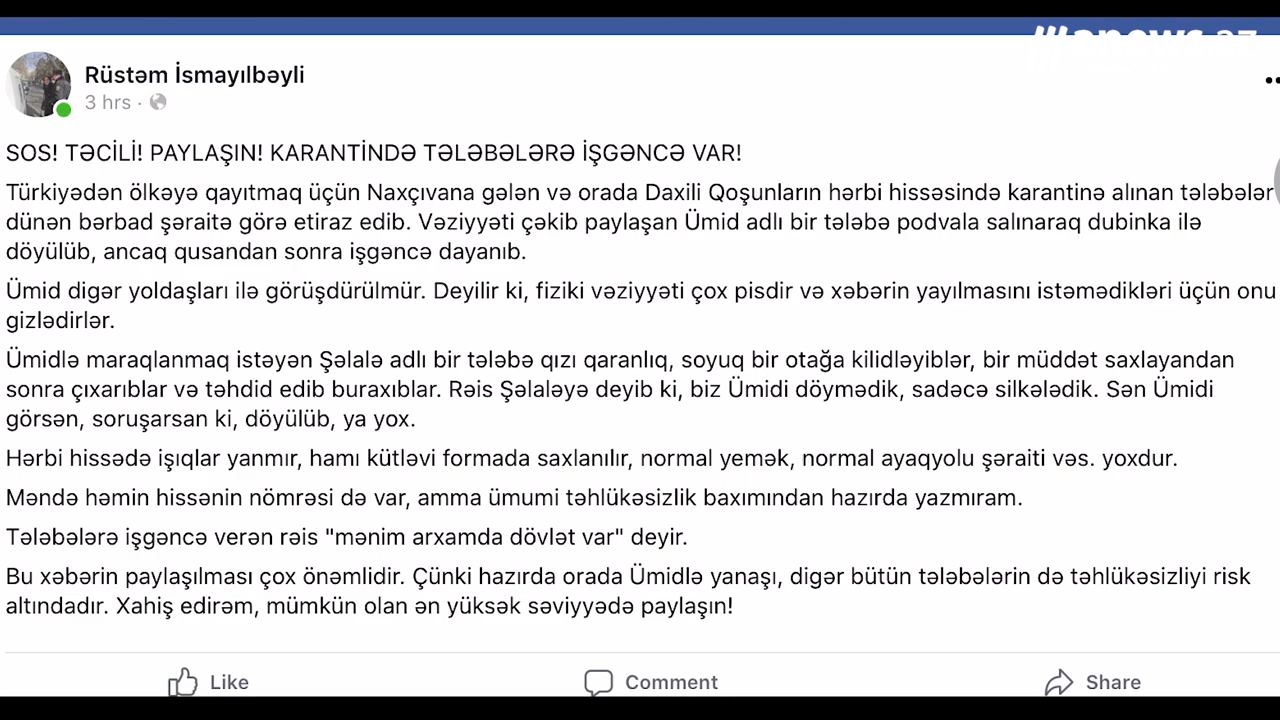 anews.az
Rüstəm İsmayılbəyli
3 hrs ·
SOS! TƏCİLİ! PAYLAŞIN! KARANTİNDƏ TƏLƏBƏLƏRƏ İŞGƏNCƏ VAR!
Türkiyədən ölkəyə qayıtmaq üçün Naxçıvana gələn və orada Daxili Qoşunların hərbi hissəsində karantinə alınan tələbələr
dünən bərbad şəraitə görə etiraz edib. Vəziyyəti çəkib paylaşan Ümid adlı bir tələbə podvala salınaraq dubinka ilə
döyülüb, ancaq qusandan sonra işgəncə dayanıb.
Ümid digər yoldaşları ilə görüşdürülmür. Deyilir ki, fiziki vəziyyəti çox pisdir və xəbərin yayılmasını istəmədikləri üçün onu
gizlədirlər.
Ümidlə maraqlanmaq istəyən Şəlalə adlı bir tələbə qızı qaranlıq, soyuq bir otağa kilidləyiblər, bir müddət saxlayandan
sonra çıxarıblar və təhdid edib buraxıblar. Rəis Şəlaləyə deyib ki, biz Ümidi döymədik, sadəcə silkələdik. Sən Ümidi
görsən, soruşarsan ki, döyülüb, ya yox.
Hərbi hissədə işıqlar yanmır, hamı kütləvi formada saxlanılır, normal yemək, normal ayaqyolu şəraiti vəs. yoxdur.
Məndə həmin hissənin nömrəsi də var, amma ümumi təhlükəsizlik baxımından hazırda yazmıram.
Tələbələrə işgəncə verən rəis "mənim arxamda dövlət var" deyir.
Bu xəbərin paylaşılması çox önəmlidir. Çünki hazırda orada Ümidlə yanaşı, digər bütün tələbələrin də təhlükəsizliyi risk
altındadır. Xahiş edirəm, mümkün olan ən yüksək səviyyədə paylaşın!
Like
Comment
Share